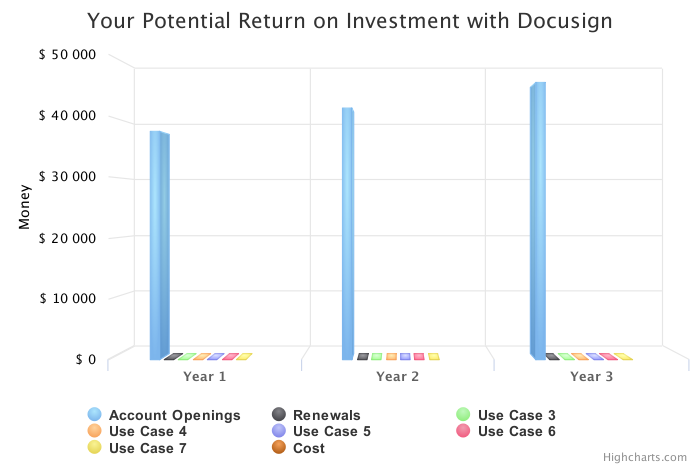 Your Potential Return on Investment with Docusign
$ 50 000
$ 40 000
$ 30 000
$ 20 000
$ 10 000
$ 0
Money
Year 1 Year 2 Year 3
Account Openings Renewals Use Case 3
Use Case 4 Use Case 5 Use Case 6
Use Case 7 Cost
Highcharts.com